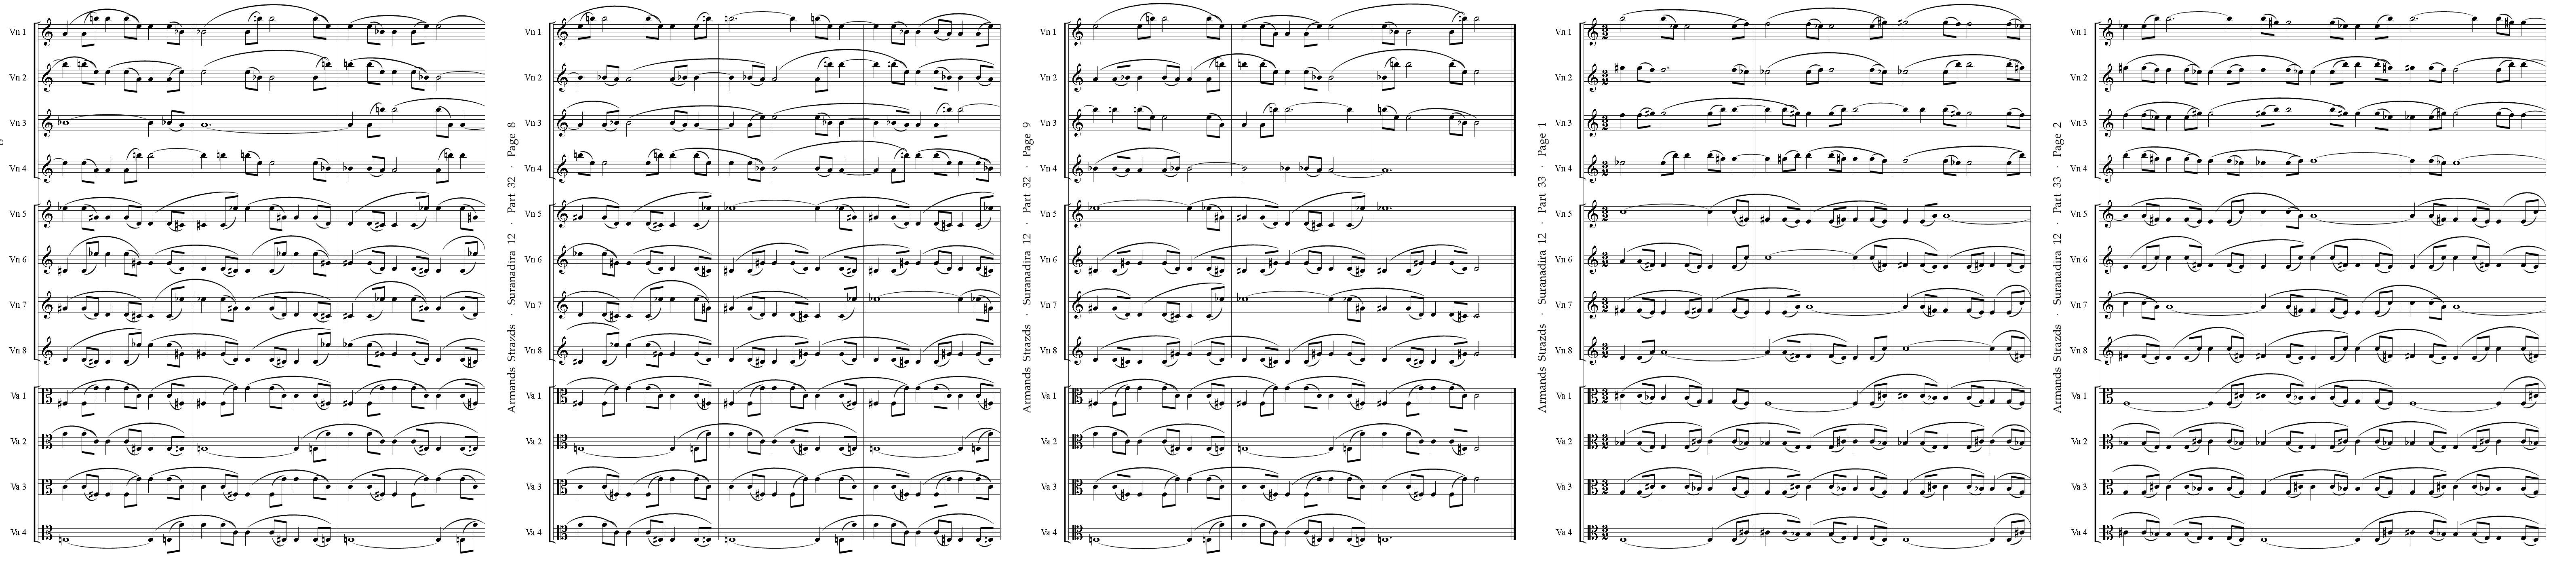 Vn 1
Vn 2
Vn 3
Vn 4
Vn 5
Vn 6
Vn 7
Vn 8
Va 1
Va 2
Va 3
Va 4
Armands Strazds · Suranadira 12 · Part 32 · Page 8
Vn 1
Vn 2
Vn 3
Vn 4
Vn 5
Vn 6
Vn 7
Vn 8
Va 1
Va 2
Va 3
Va 4
Armands Strazds · Suranadira 12 · Part 32 · Page 9
Vn 1
Vn 2
Vn 3
Vn 4
Vn 5
Vn 6
Vn 7
Vn 8
Va 1
Va 2
Va 3
Va 4
Armands Strazds · Suranadira 12 · Part 33 · Page 1
Vn 1
Vn 2
Vn 3
Vn 4
Vn 5
Vn 6
Vn 7
Vn 8
Va 1
Va 2
Va 3
Va 4
Armands Strazds · Suranadira 12 · Part 33 · Page 2
Vn 1
Vn 2
Vn 3
Vn 4
Vn 5
Vn 6
Vn 7
Vn 8
Va 1
Va 2
Va 3
Va 4